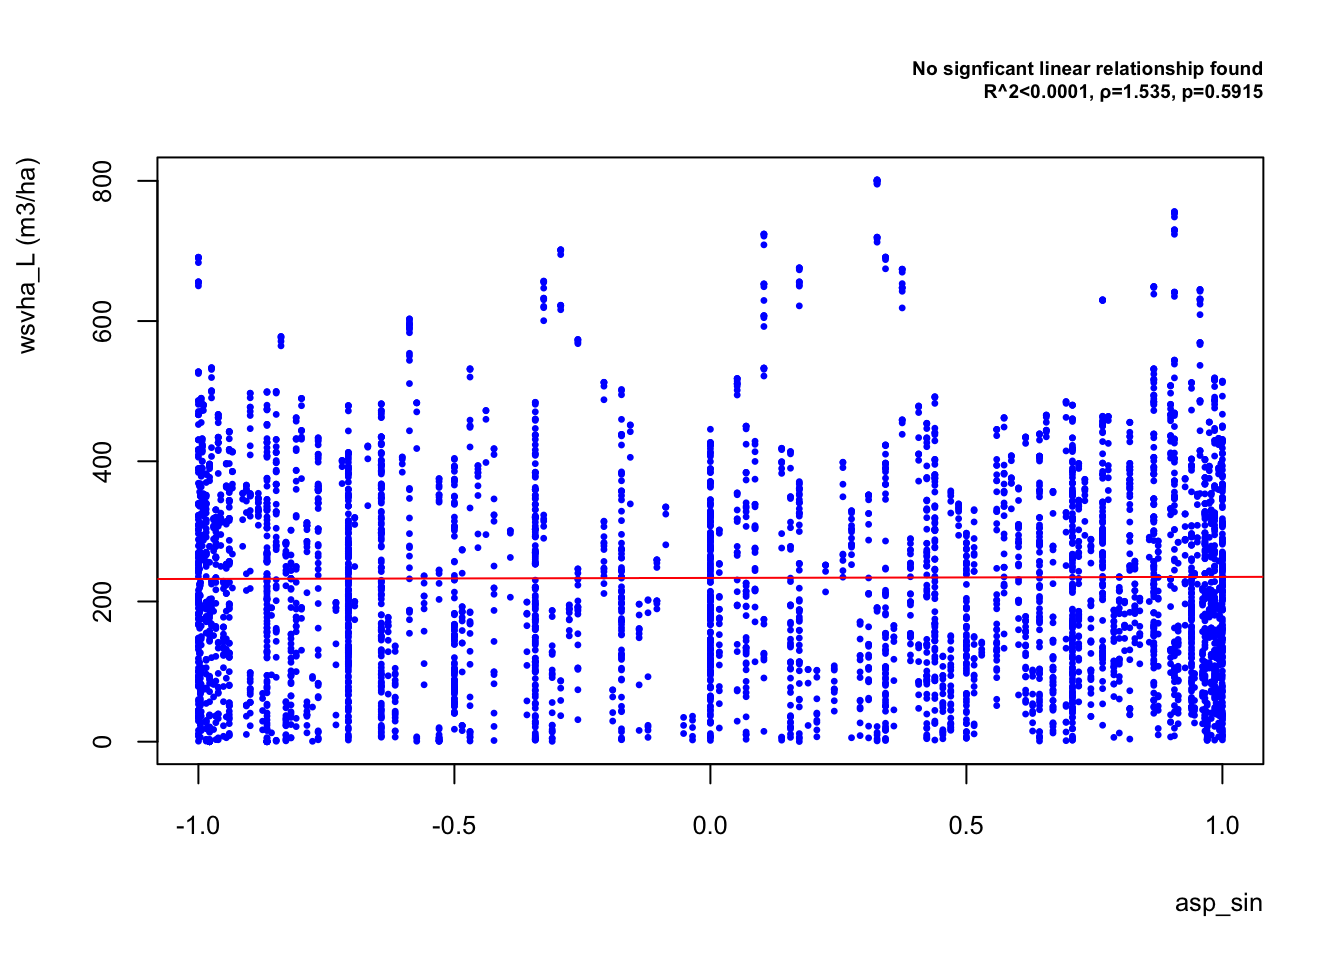 No signficant linear relationship found
R^2<0.0001, ρ=1.535, p=0.5915
wsvha_L (m3/ha)
800
600
400
200
0
-1.0 -0.5 0.0 0.5 1.0
asp_sin